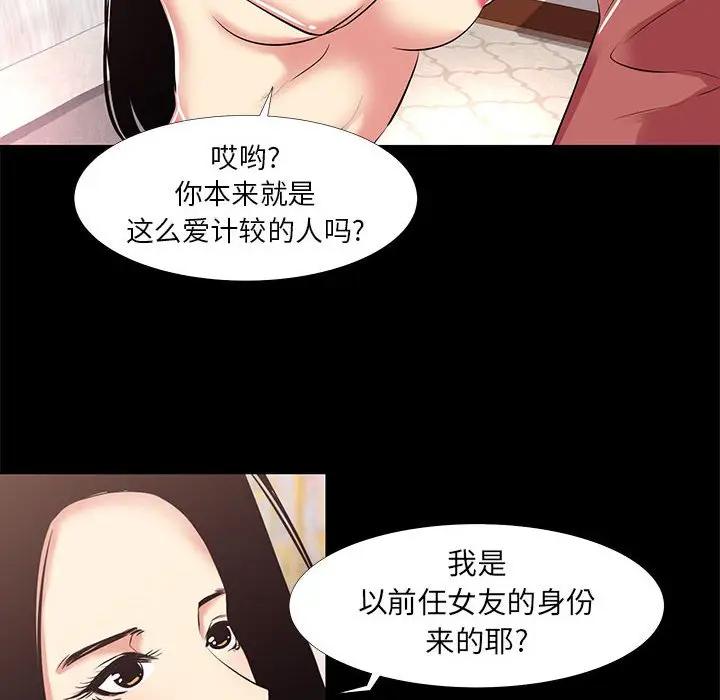 哎哟?
你本来就是
这么爱计较的人吗?
我是
以前任女友的身份
来的耶?